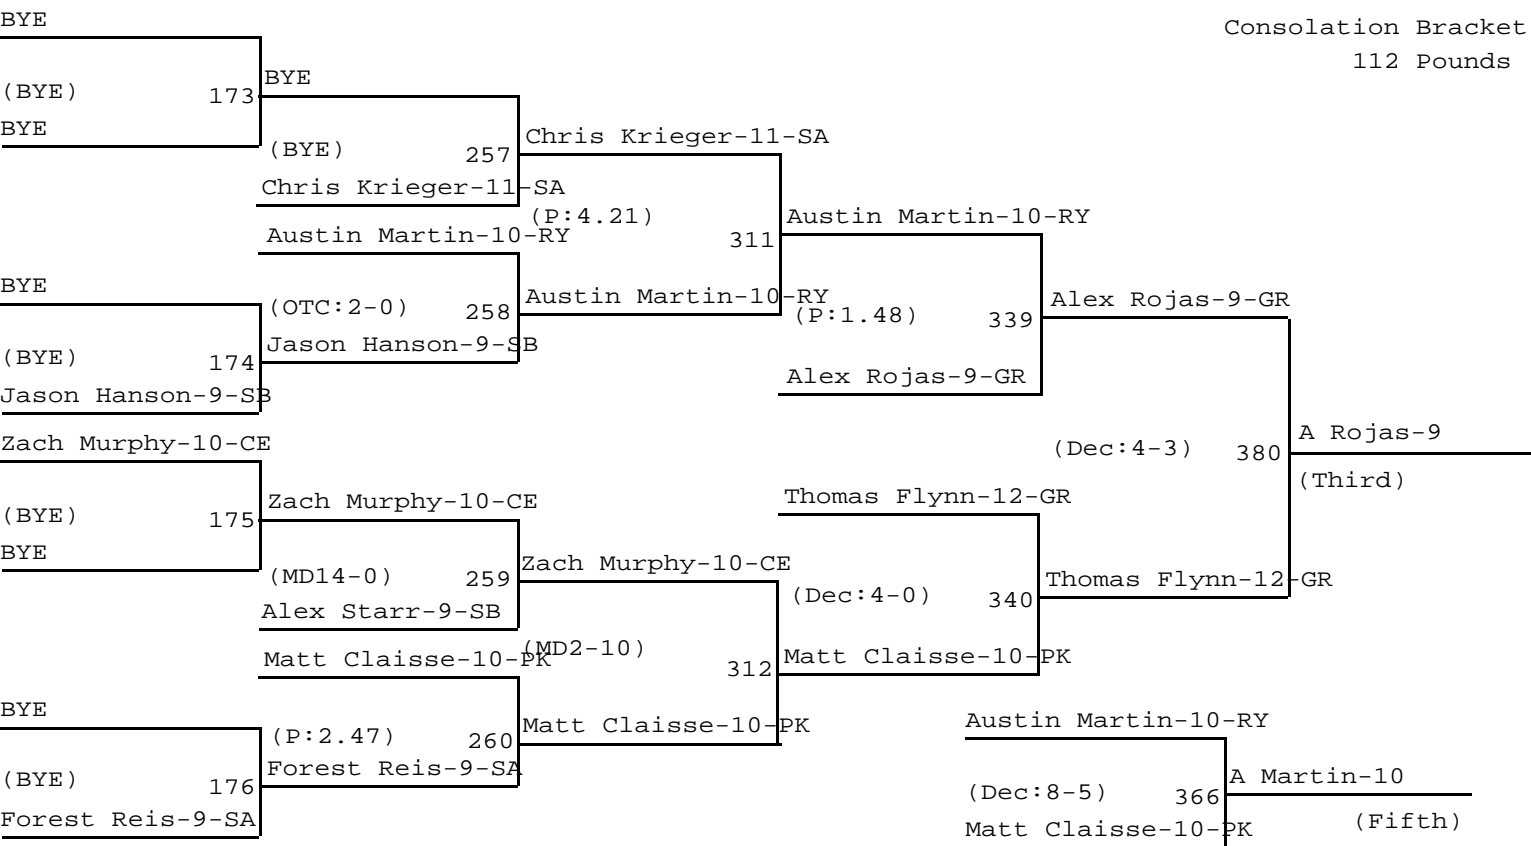 BYE
Consolation Bracket
112 Pounds
BYE
(BYE)
173
BYE
Chris Krieger-11-SA
(BYE)
257
Chris Krieger-11-SA
(P:4.21)
Austin Martin-10-RY
311
Austin Martin-10-RY
BYE
(OTC:2-0)
258
Austin Martin-10-RY
(P:1.48)
339
Alex Rojas-9-GR
Jason Hanson-9-SB
(BYE)
174
Alex Rojas-9-GR
Jason Hanson-9-SB
Zach Murphy-10-CE
(Dec:4-3)
380
A Rojas-9
(Third)
Thomas Flynn-12-GR
Zach Murphy-10-CE
(BYE)
175
BYE
Zach Murphy-10-CE
(MD14-0)
259
(Dec:4-0)
340
Thomas Flynn-12-GR
Alex Starr-9-SB
(MD2-10)
Matt Claisse-10-PK
312
Matt Claisse-10-PK
BYE
Matt Claisse-10-PK
Austin Martin-10-RY
(P:2.47)
260
Forest Reis-9-SA
(BYE)
176
A Martin-10
(Dec:8-5)
366
Forest Reis-9-SA
Matt Claisse-10-PK
(Fifth)